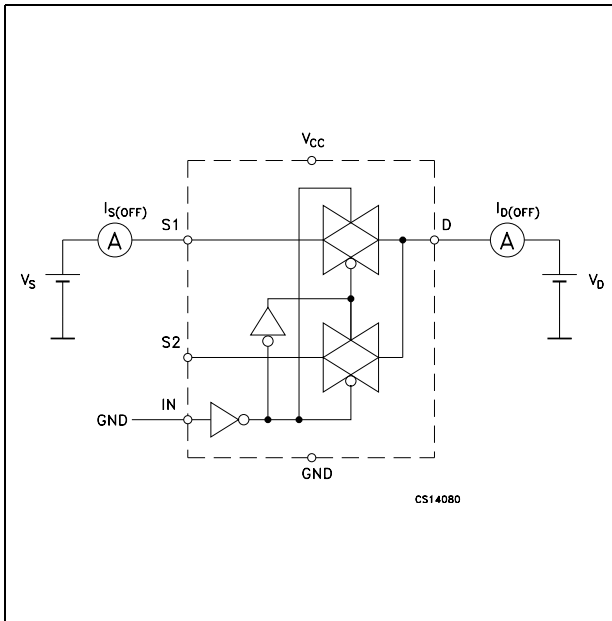 VCC
IS(OFF)
ID(OFF)
A
S1
D
A
VS
VD
S2
IN
GND
GND
CS14080